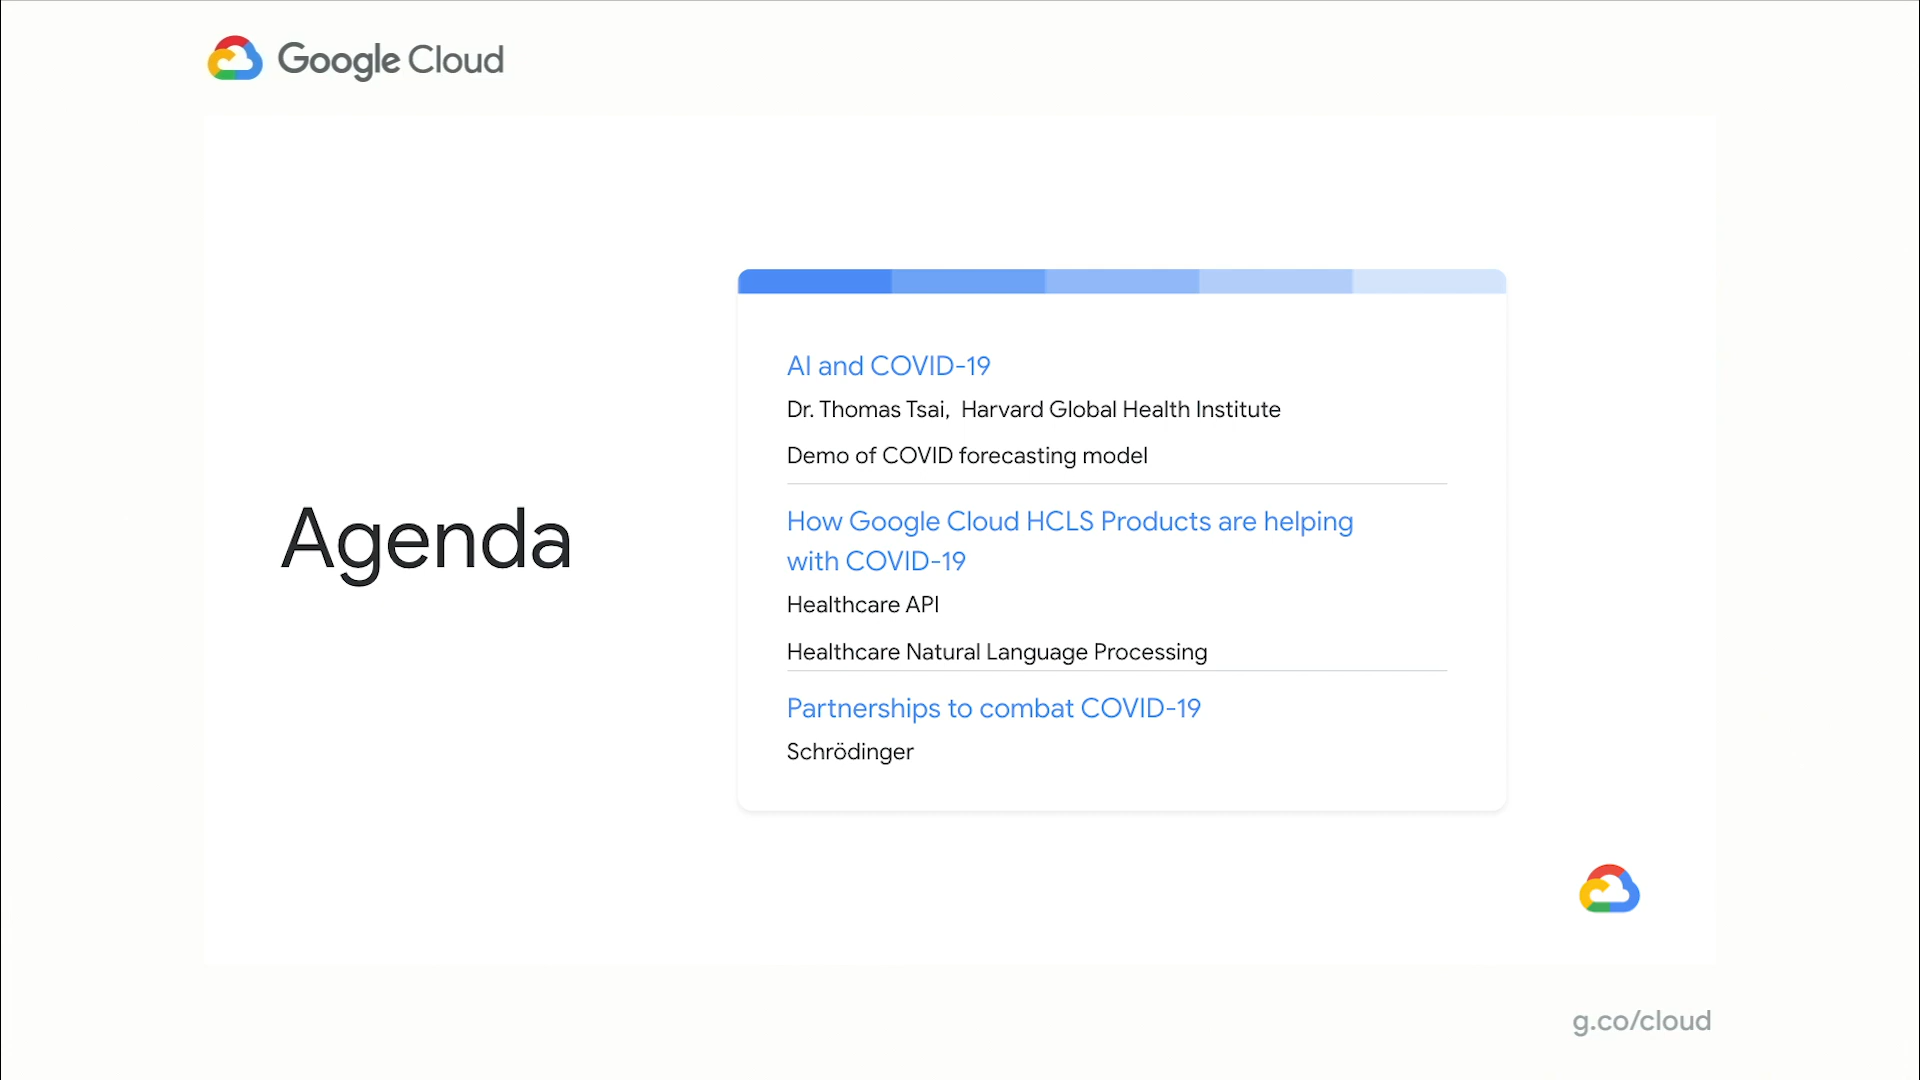 Google Cloud
Agenda
AI and COVID-19
Dr. Thomas Tsai,  Harvard Global Health Institute
Demo of COVID forecasting model
How Google Cloud HCLS Products are helping
with COVID-19
Healthcare API
Healthcare Natural Language Processing
Partnerships to combat COVID-19
Schrödinger
g.co/cloud